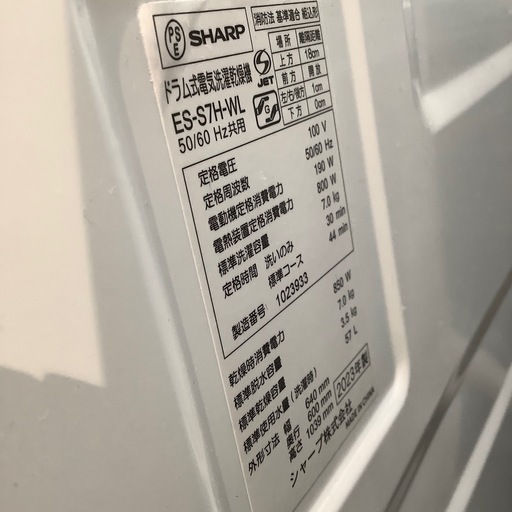 PS
E
SHARP
消防法 基準適合 組込形
場所 離隔距離
上方 18cm
前方 開放
左右/後方 1cm
下方 0cm
ドラム式電気洗濯乾燥機
ES-S7H-WL
50/60 Hz共用
JET
定格電圧 100 V
定格周波数 50/60 Hz
電動機定格消費電力 190 W
電熱装置定格消費電力 800 W
標準洗濯容量 7.0 kg
定格時間 洗いのみ 30 min
標準コース 44 min
製造番号 1023933
乾燥時消費電力 850 W
標準脱水容量 7.0 kg
標準乾燥容量 3.5 kg
標準使用水量(洗濯時) 57 L
外形寸法 幅 640 mm
奥行 600 mm
高さ 1039 mm
2023年製
シャープ株式会社
MADE IN CHINA